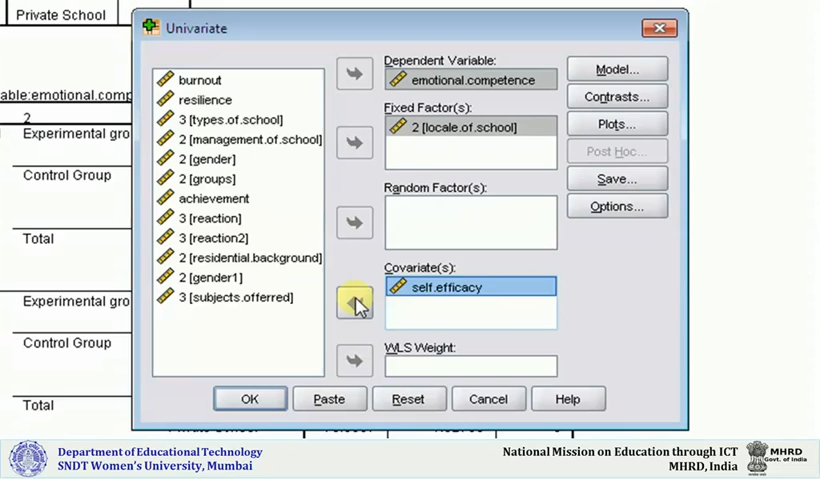 Private School
Univariate
able:emotional.comp
2
Experimental gro
Control Group
Total
Experimental gro
Control Group
Total
burnout
resilience
3 [types.of.school]
2 [management.of.school]
2 [gender]
2 [groups]
achievement
3 [reaction]
3 [reaction2]
2 [residential.background]
2 [gender1]
3 [subjects.offerred]
Dependent Variable:
emotional.competence
Fixed Factor(s):
2 [locale.of.school]
Random Factor(s):
Covariate(s):
self.efficacy
WLS Weight:
Model...
Contrasts...
Plots...
Post Hoc...
Save...
Options...
OK
Paste
Reset
Cancel
Help
Department of Educational Technology
SNDT Women's University, Mumbai
National Mission on Education through ICT
MHRD, India
MHRD
Govt. of India